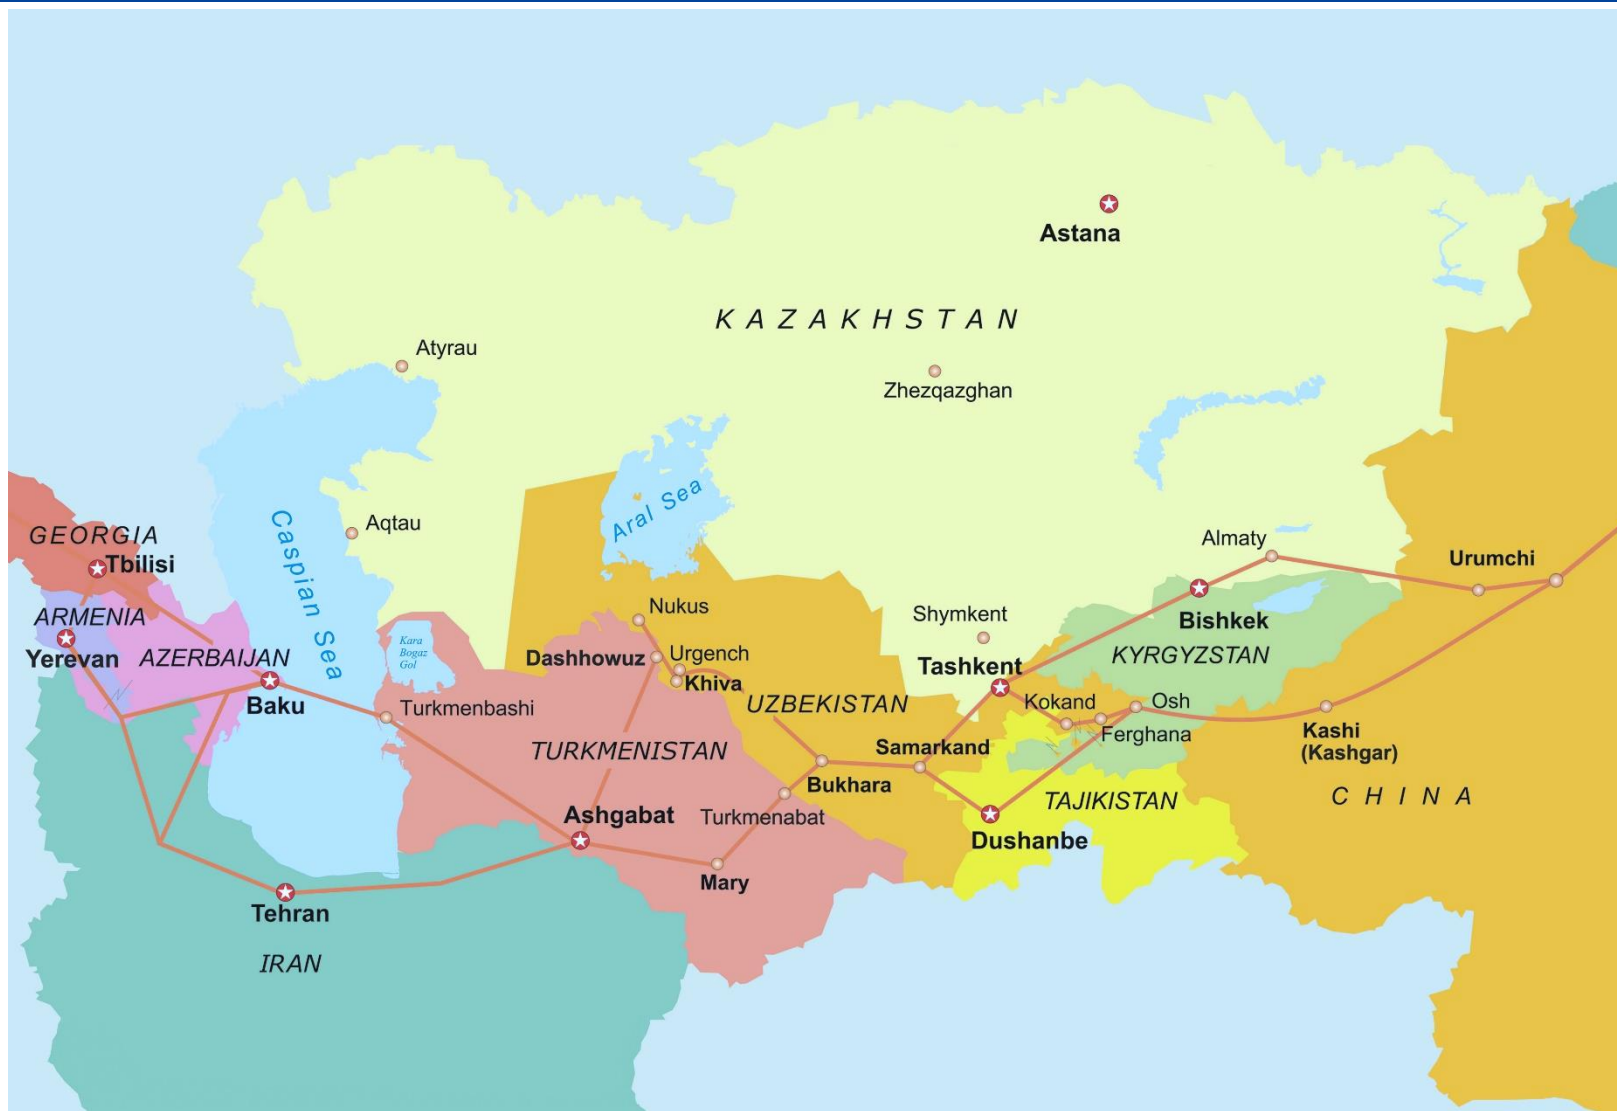 Astana
KAZAKHSTAN
Atyrau
Zhezqazghan
Aral Sea
Caspian Sea
Aqtau
GEORGIA
Tbilisi
Almaty
Urumchi
ARMENIA
Nukus
Shymkent
Bishkek
Yerevan
AZERBAIJAN
Kara
Bogaz
Gol
Dashhowuz
Urgench
Khiva
Tashkent
KYRGYZSTAN
Baku
Turkmenbashi
UZBEKISTAN
Kokand
Osh
Ferghana
Kashi
(Kashgar)
TURKMENISTAN
Samarkand
Bukhara
CHINA
TAJIKISTAN
Ashgabat
Turkmenabat
Dushanbe
Mary
Tehran
IRAN